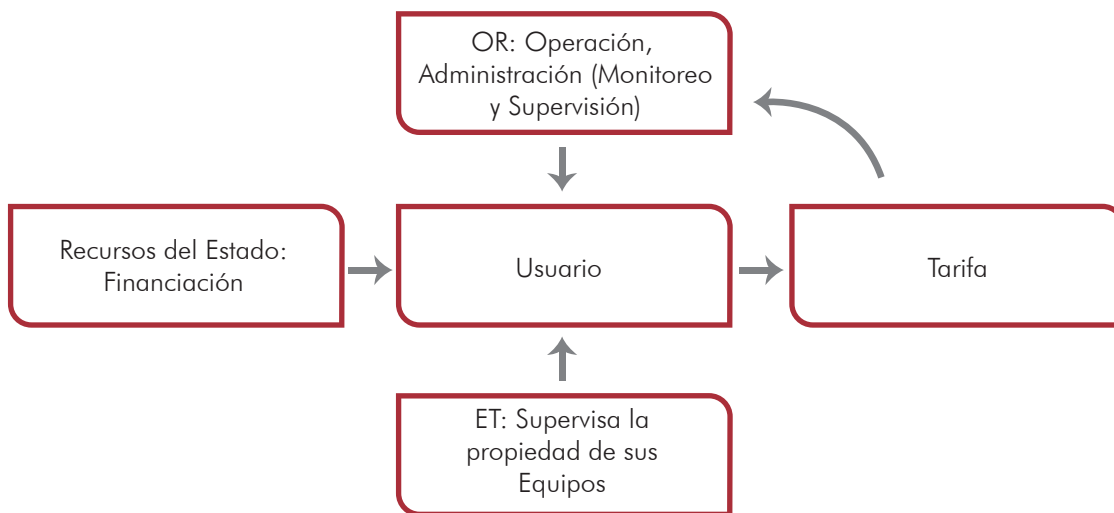 OR: Operación,
Administración (Monitoreo
y Supervisión)
Recursos del Estado:
Financiación
Usuario
Tarifa
ET: Supervisa la
propiedad de sus
Equipos